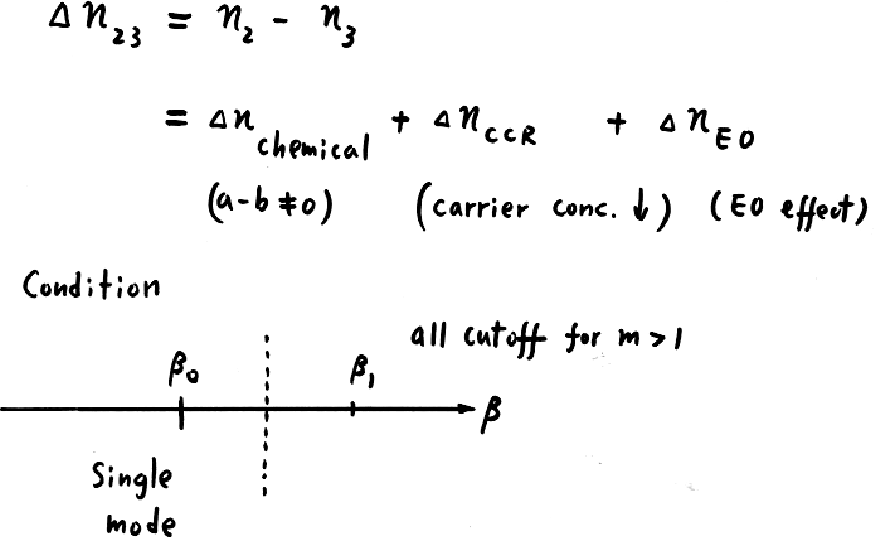 Δn₂₃ = n₂ - n₃
= Δn chemical + Δn CCR + Δn EO
(a-b≠0) (carrier conc. ↓) (EO effect)
Condition
all cutoff for m > 1
β₀ β₁
β
Single
mode